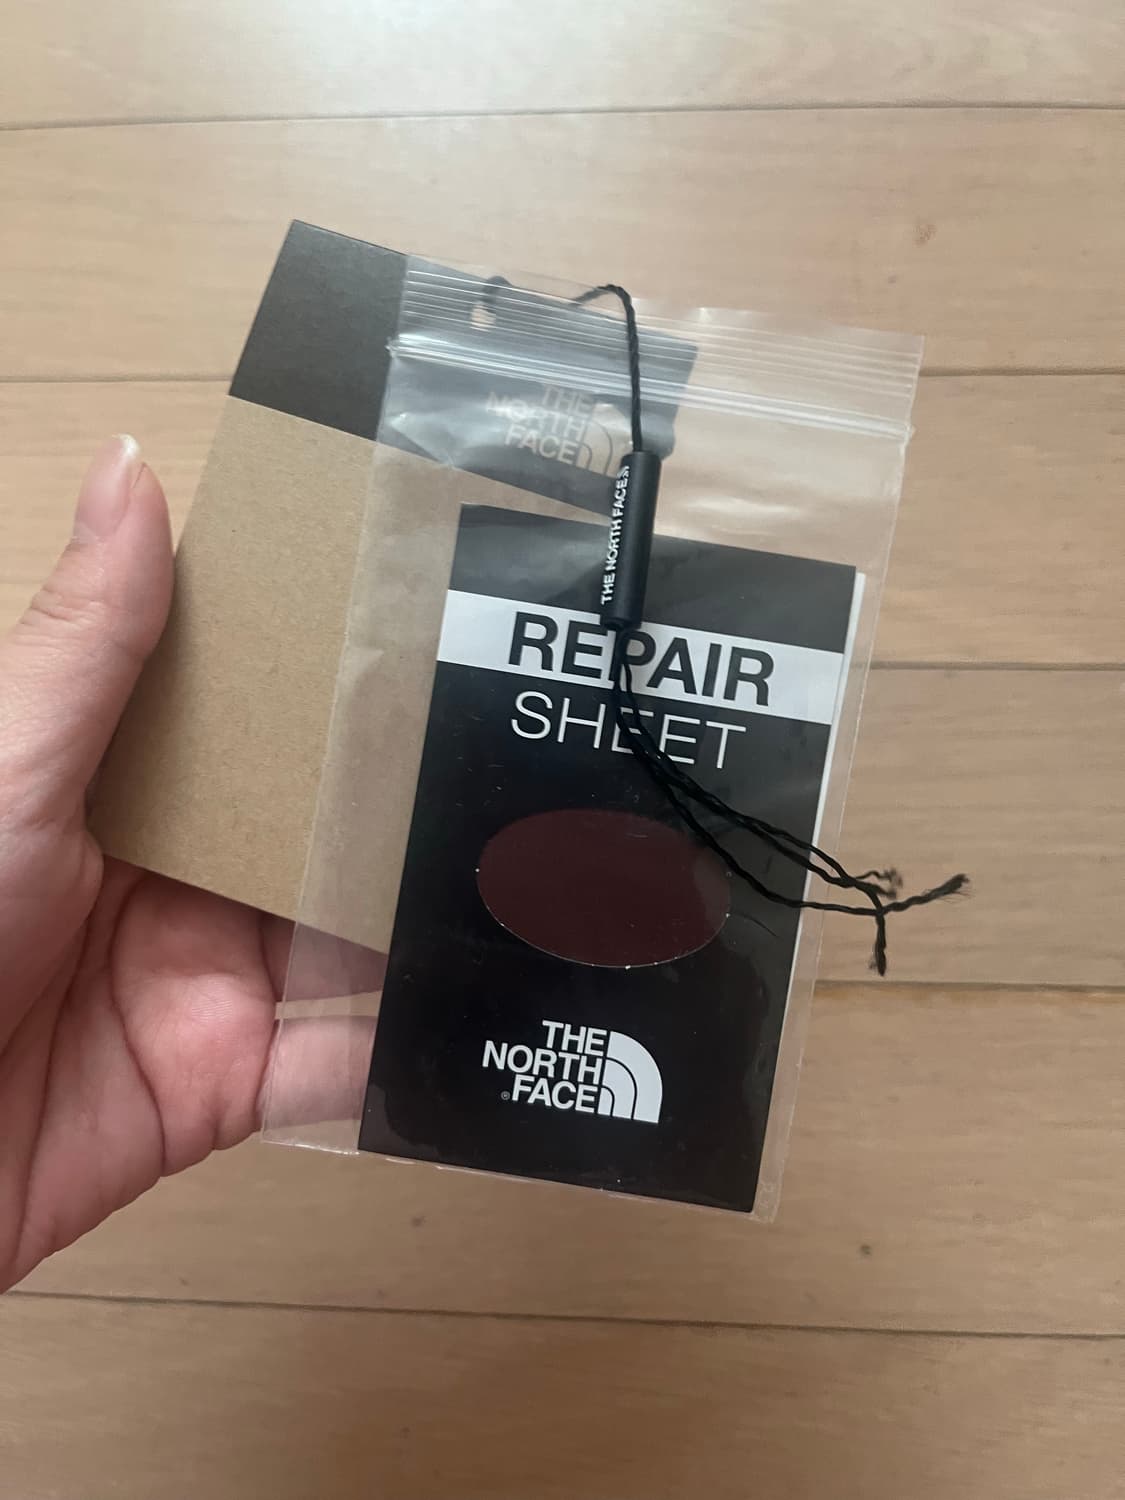 THE
NORTH
FACE
THE NORTH FACE
REPAIR
SHEET
THE
NORTH
®FACE